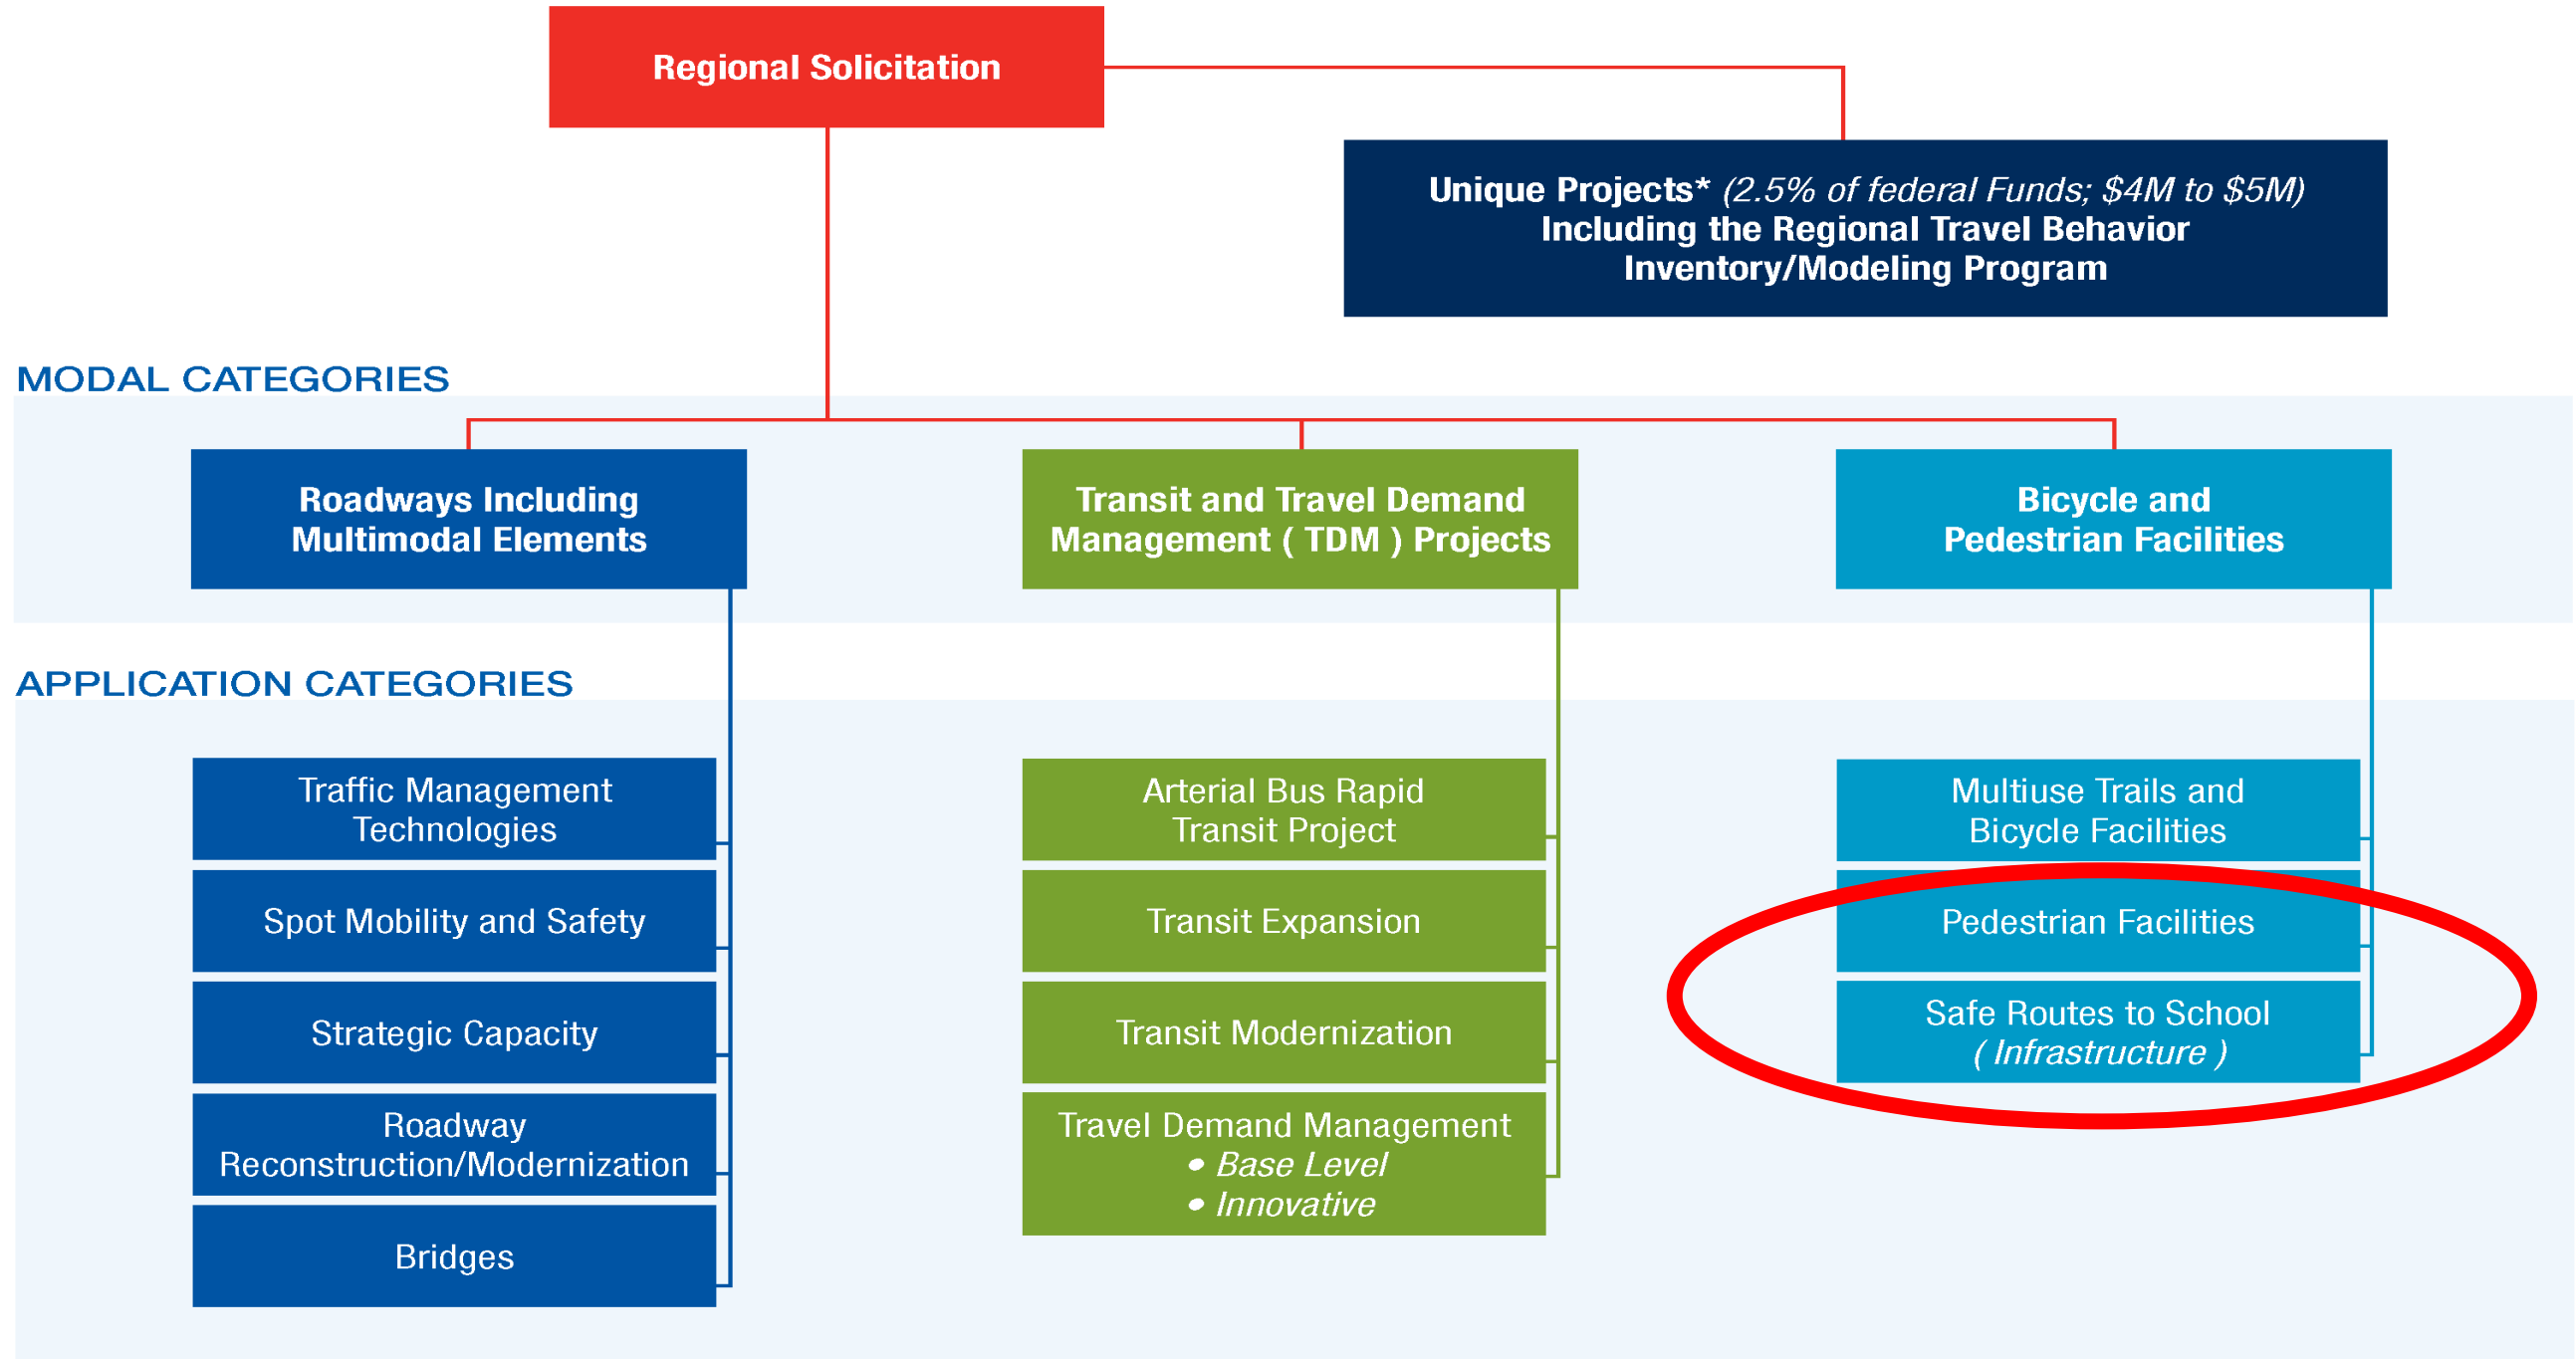 Regional Solicitation
Unique Projects* (2.5% of federal Funds; $4M to $5M)
Including the Regional Travel Behavior
Inventory/Modeling Program
MODAL CATEGORIES
Roadways Including
Multimodal Elements
Transit and Travel Demand
Management ( TDM ) Projects
Bicycle and
Pedestrian Facilities
APPLICATION CATEGORIES
Traffic Management
Technologies
Spot Mobility and Safety
Strategic Capacity
Roadway
Reconstruction/Modernization
Bridges
Arterial Bus Rapid
Transit Project
Transit Expansion
Transit Modernization
Travel Demand Management
• Base Level
• Innovative
Multiuse Trails and
Bicycle Facilities
Pedestrian Facilities
Safe Routes to School
( Infrastructure )